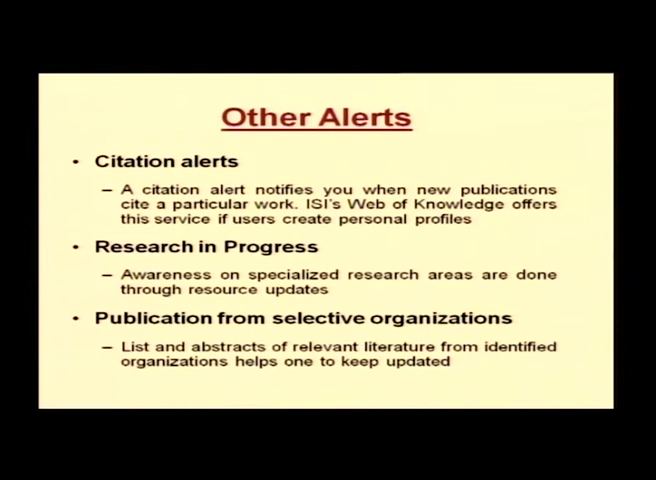 Other Alerts
• Citation alerts
– A citation alert notifies you when new publications
cite a particular work. ISI's Web of Knowledge offers
this service if users create personal profiles
• Research in Progress
– Awareness on specialized research areas are done
through resource updates
• Publication from selective organizations
– List and abstracts of relevant literature from identified
organizations helps one to keep updated